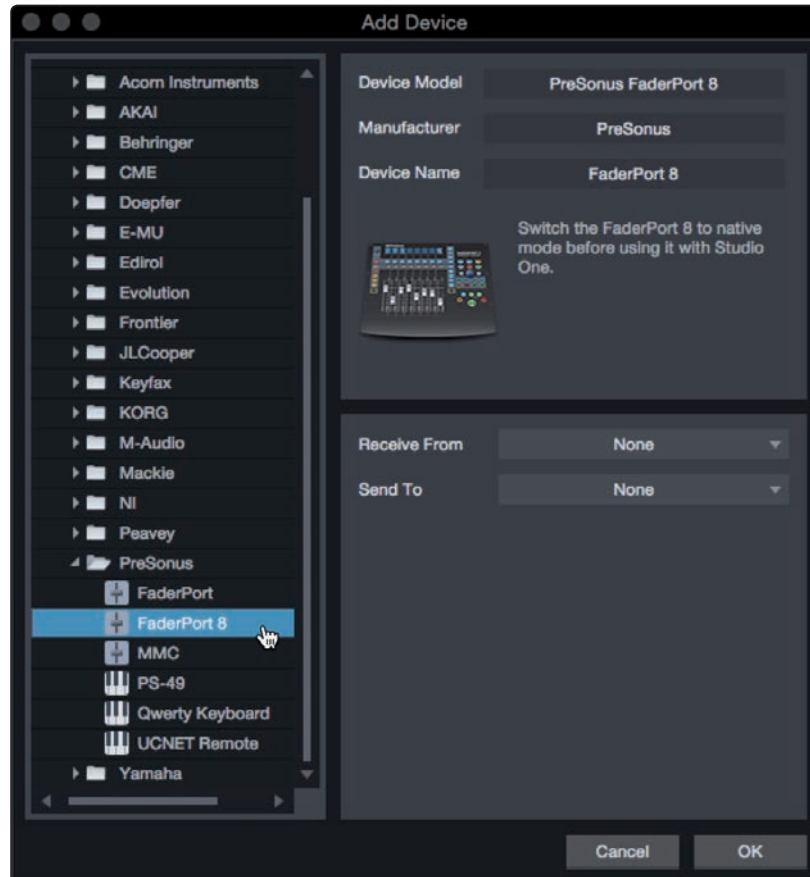 Add Device
Acorn Instruments
AKAI
Behringer
CME
Doepfer
E-MU
Edirol
Evolution
Frontier
JLCooper
Keyfax
KORG
M-Audio
Mackie
NI
Peavey
PreSonus
FaderPort
FaderPort 8
MMC
PS-49
Qwerty Keyboard
UCNET Remote
Yamaha
Device Model PreSonus FaderPort 8
Manufacturer PreSonus
Device Name FaderPort 8
Switch the FaderPort 8 to native
mode before using it with Studio
One.
Receive From None
Send To None
Cancel OK